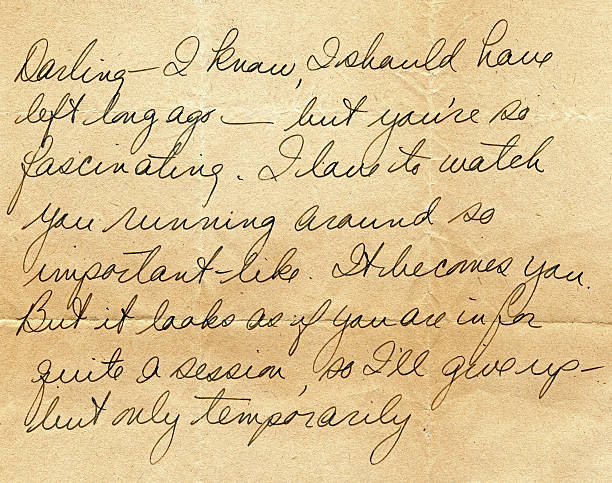 Darling — I know, I should have
left long ago — but you're so
fascinating. I love to watch
you running around so
important-like. It becomes you.
But it looks as if you are in for
quite a session, so I'll give up —
but only temporarily.